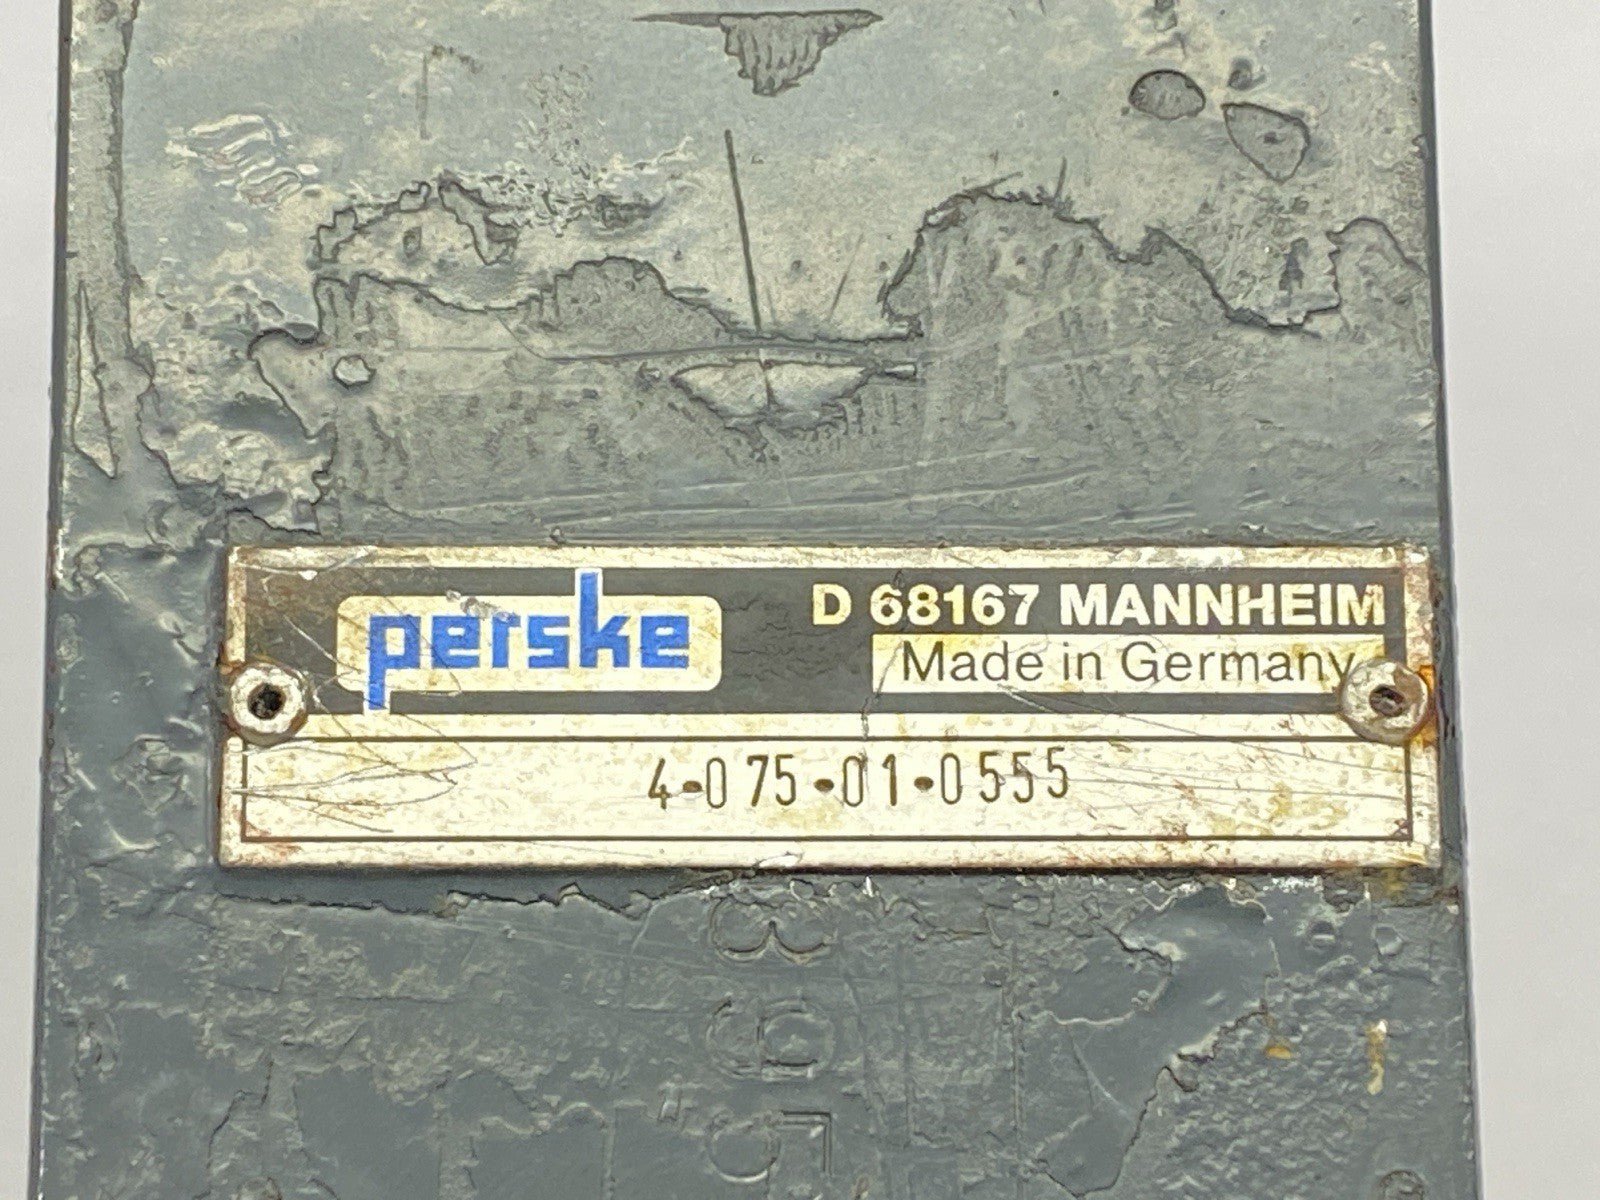 perske
D 68167 MANNHEIM
Made in Germany
4-075-01-0555